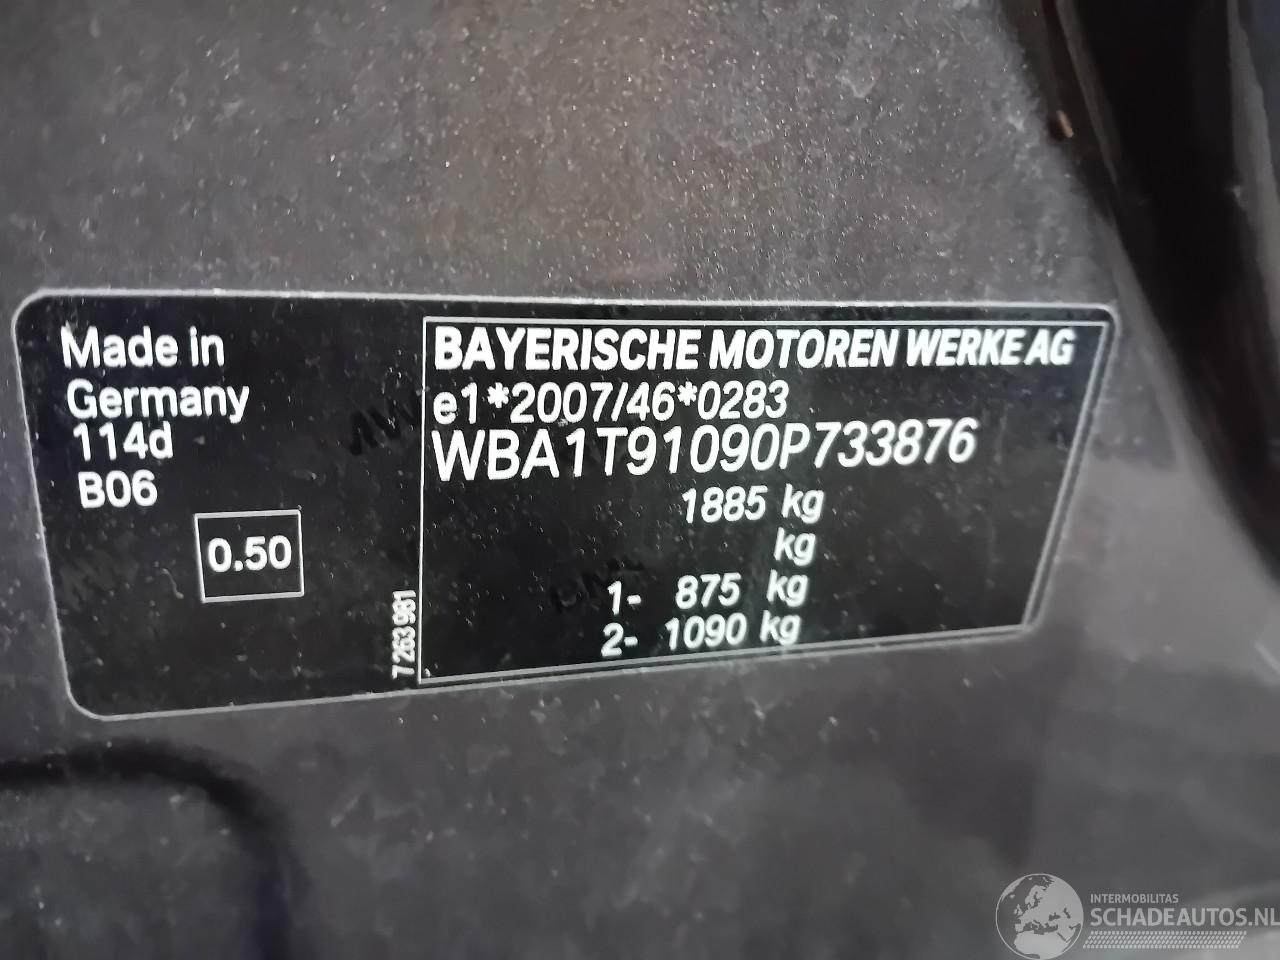 Made in
Germany
114d
B06
0.50
7 263 981
BAYERISCHE MOTOREN WERKE AG
e1*2007/46*0283
WBA1T91090P733876
1885 kg
kg
1- 875 kg
2- 1090 kg
INTERMOBILITAS
SCHADEAUTOS.NL